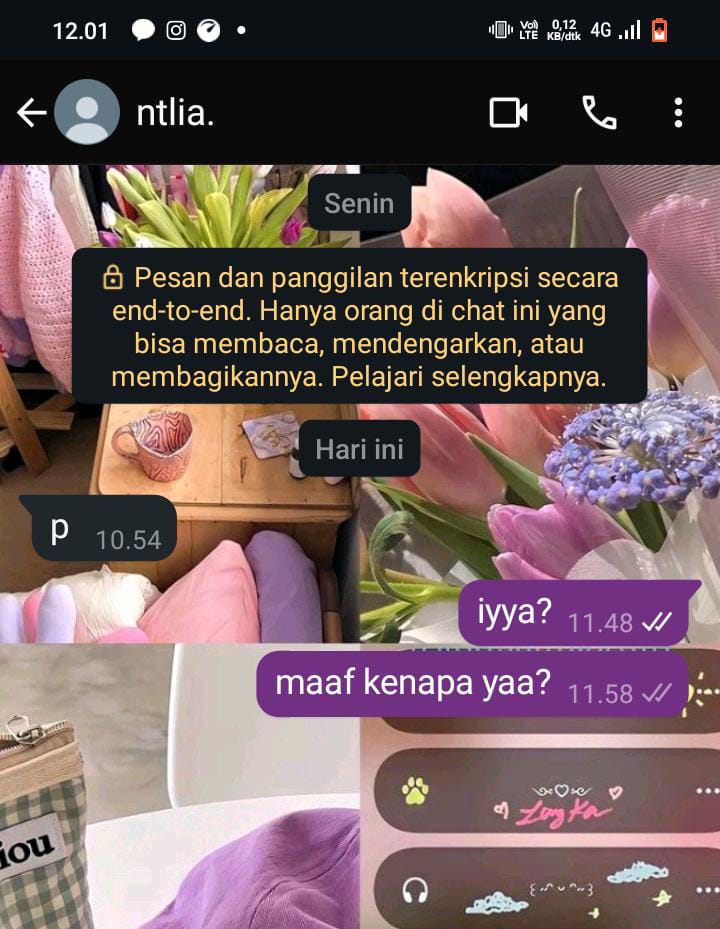 12.01
Vo) LTE
0,12 KB/dtk
4G
ntlia.
Senin
Pesan dan panggilan terenkripsi secara
end-to-end. Hanya orang di chat ini yang
bisa membaca, mendengarkan, atau
membagikannya. Pelajari selengkapnya.
Hari ini
p 10.54
iyya? 11.48
maaf kenapa yaa? 11.58
iou